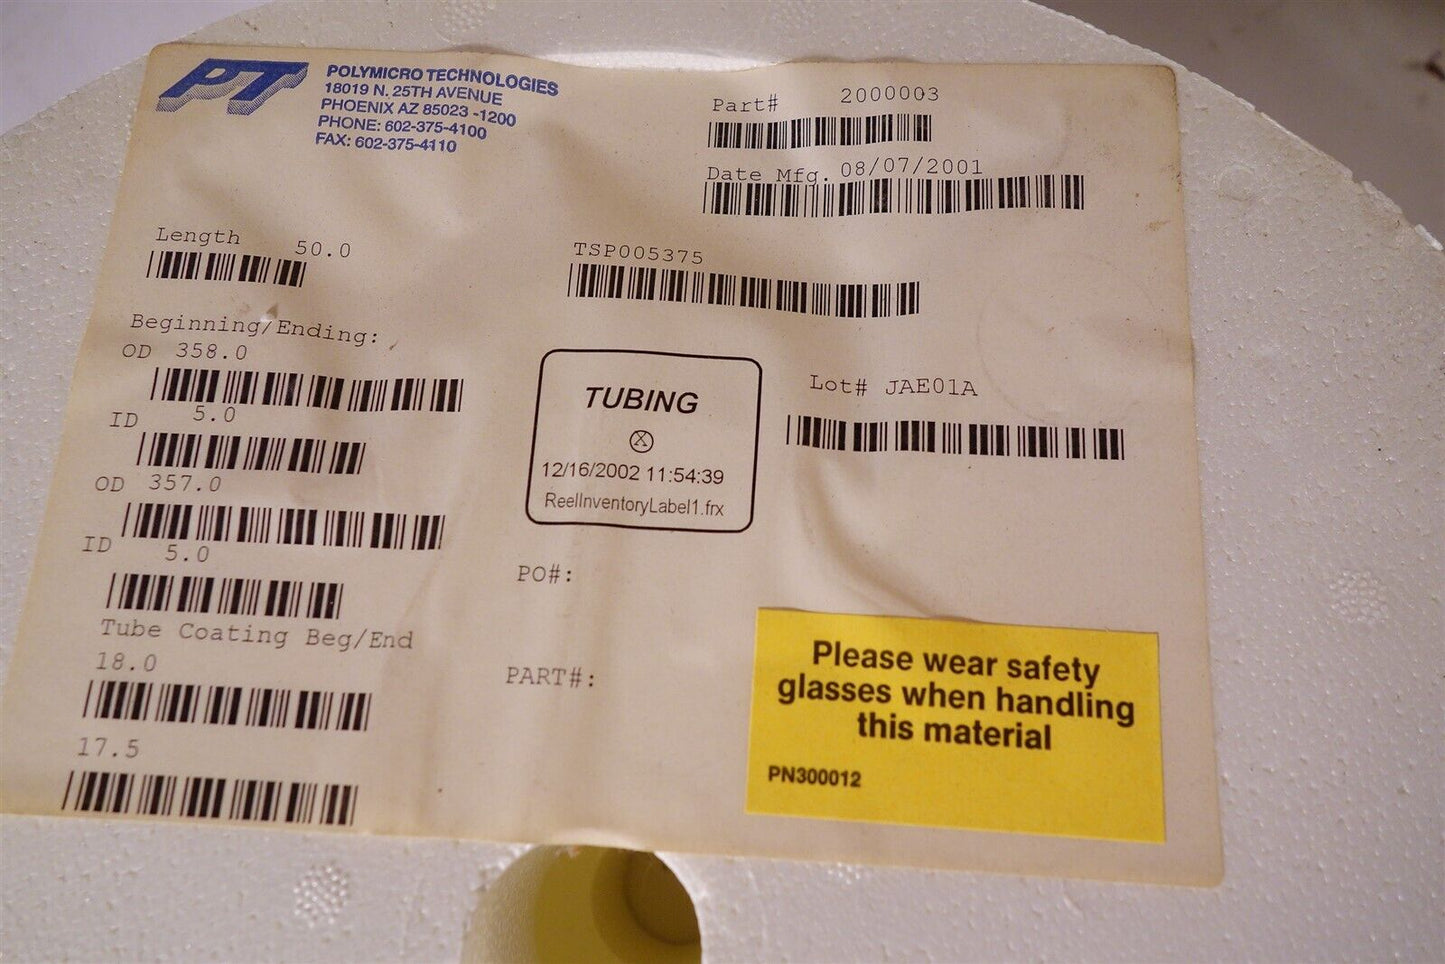 PT
POLYMICRO TECHNOLOGIES
18019 N. 25TH AVENUE
PHOENIX AZ 85023-1200
PHONE: 602-375-4100
FAX: 602-375-4110
Part# 2000003
Date Mfg. 08/07/2001
Length 50.0
TSP005375
Beginning/Ending:
OD 358.0
ID 5.0
OD 357.0
ID 5.0
Tube Coating Beg/End
18.0
17.5
TUBING
X
12/16/2002 11:54:39
ReelInventoryLabel1.frx
Lot# JAE01A
PO#:
PART#:
Please wear safety
glasses when handling
this material
PN300012